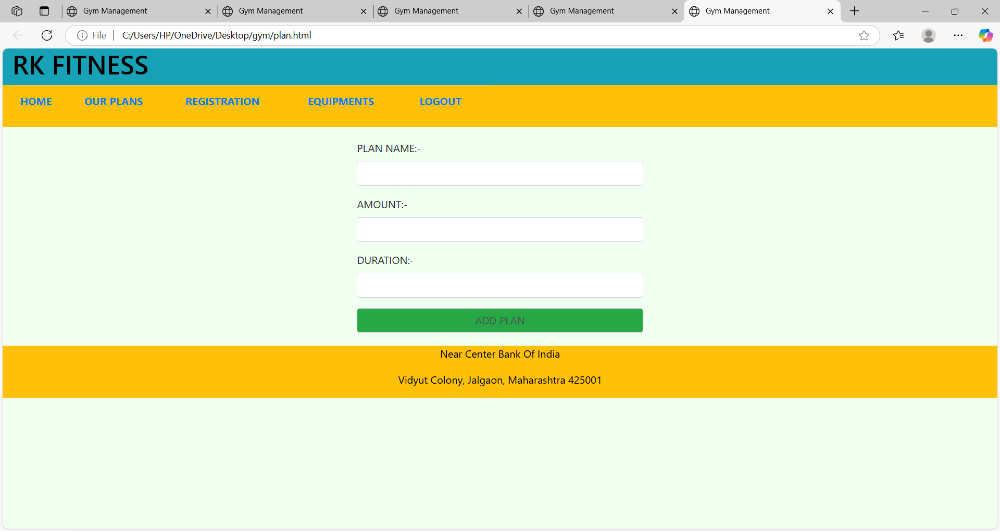 Gym Management Gym Management Gym Management Gym Management Gym Management
File C:/Users/HP/OneDrive/Desktop/gym/plan.html
RK FITNESS
HOME OUR PLANS REGISTRATION EQUIPMENTS LOGOUT
PLAN NAME:-
AMOUNT:-
DURATION:-
ADD PLAN
Near Center Bank Of India
Vidyut Colony, Jalgaon, Maharashtra 425001